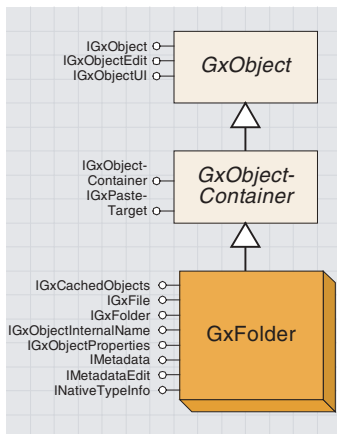 IGxObject
IGxObjectEdit
IGxObjectUI
GxObject
IGxObject-
Container
IGxPaste-
Target
GxObject-
Container
IGxCachedObjects
IGxFile
IGxFolder
IGxObjectInternalName
IGxObjectProperties
IMetadata
IMetadataEdit
INativeTypeInfo
GxFolder